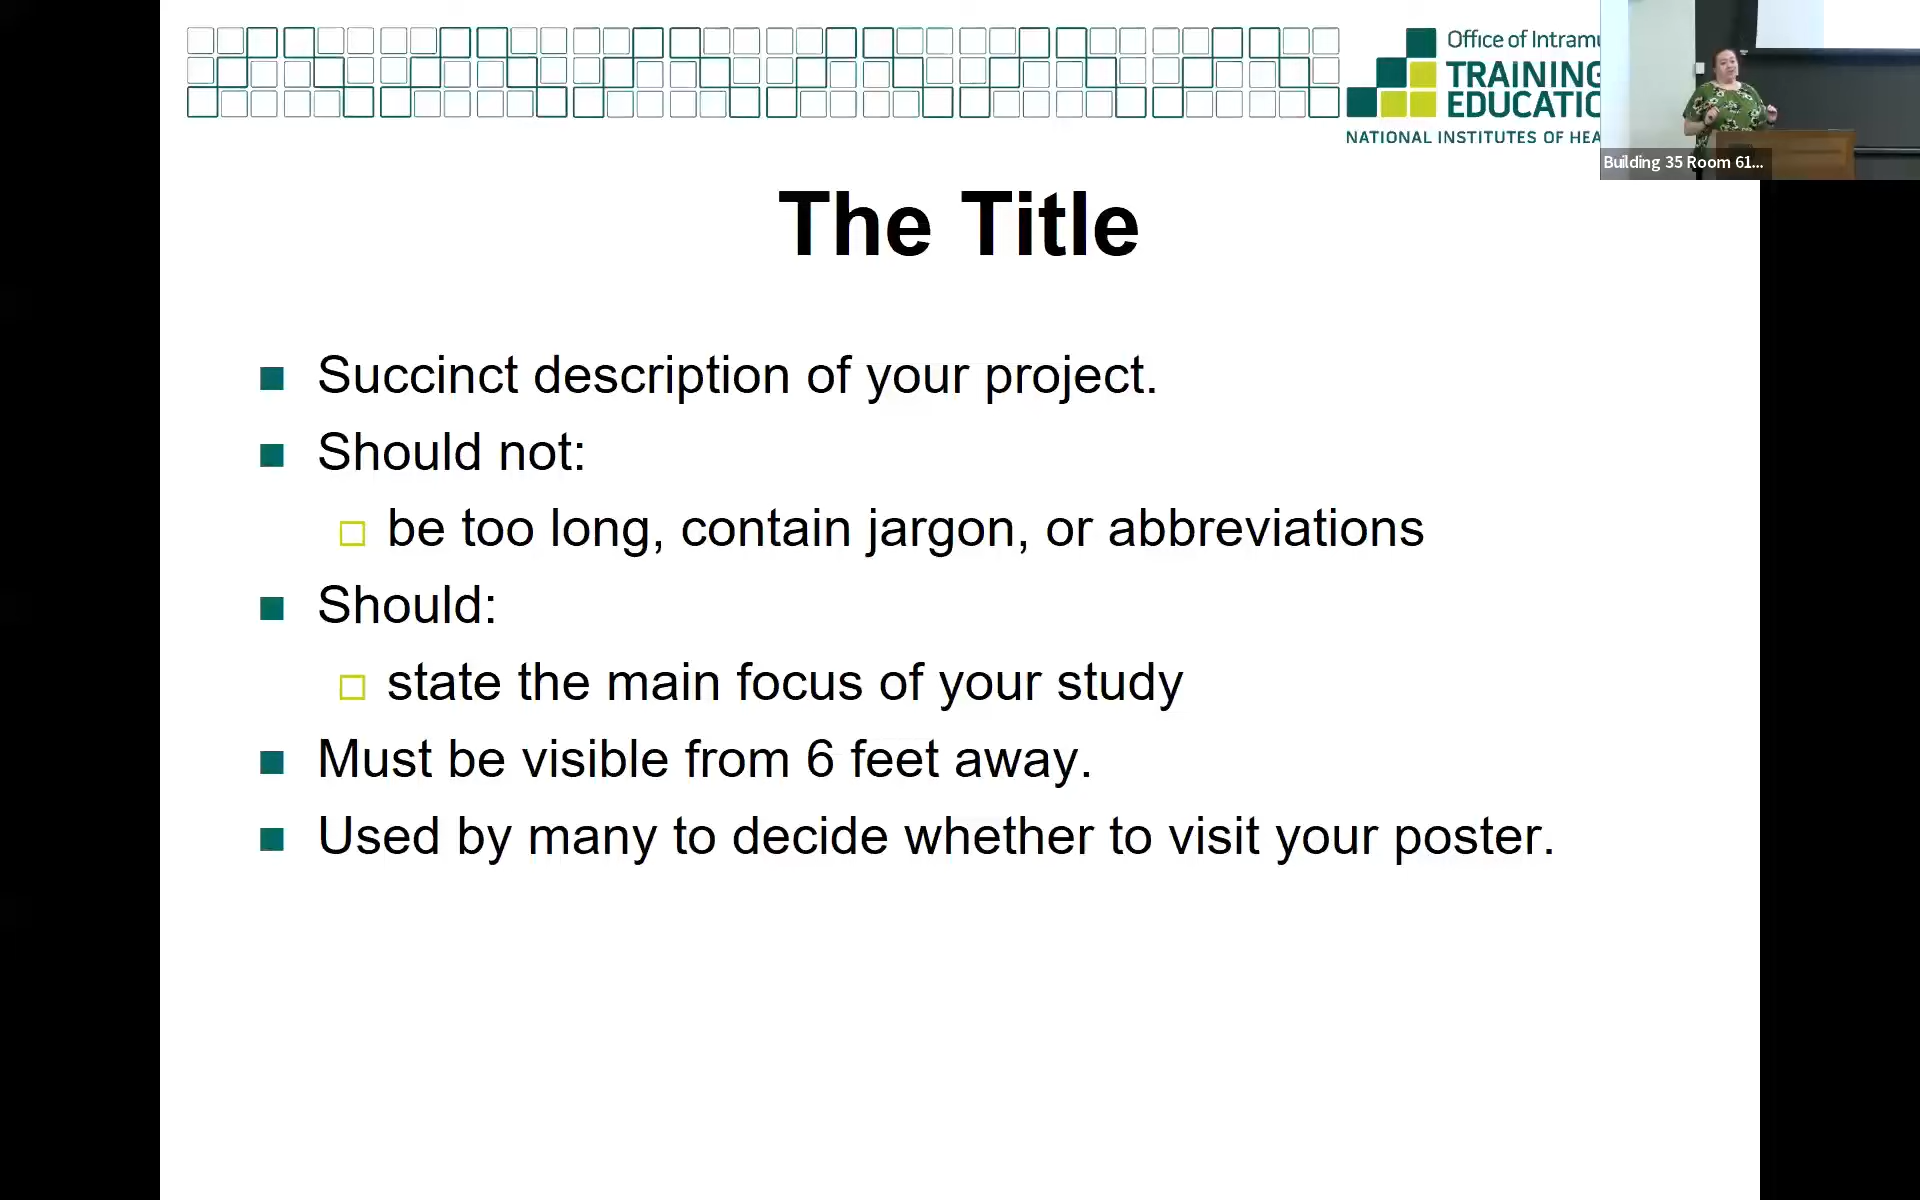 Office of Intramu
TRAINING
EDUCATIO
NATIONAL INSTITUTES OF HEA
Building 35 Room 61...
The Title
Succinct description of your project.
Should not:
be too long, contain jargon, or abbreviations
Should:
state the main focus of your study
Must be visible from 6 feet away.
Used by many to decide whether to visit your poster.